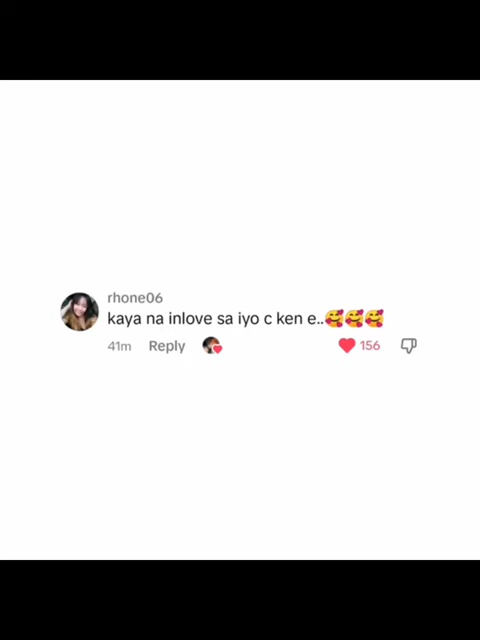 rhone06
kaya na inlove sa iyo c ken e..🥰🥰🥰
41m Reply 156